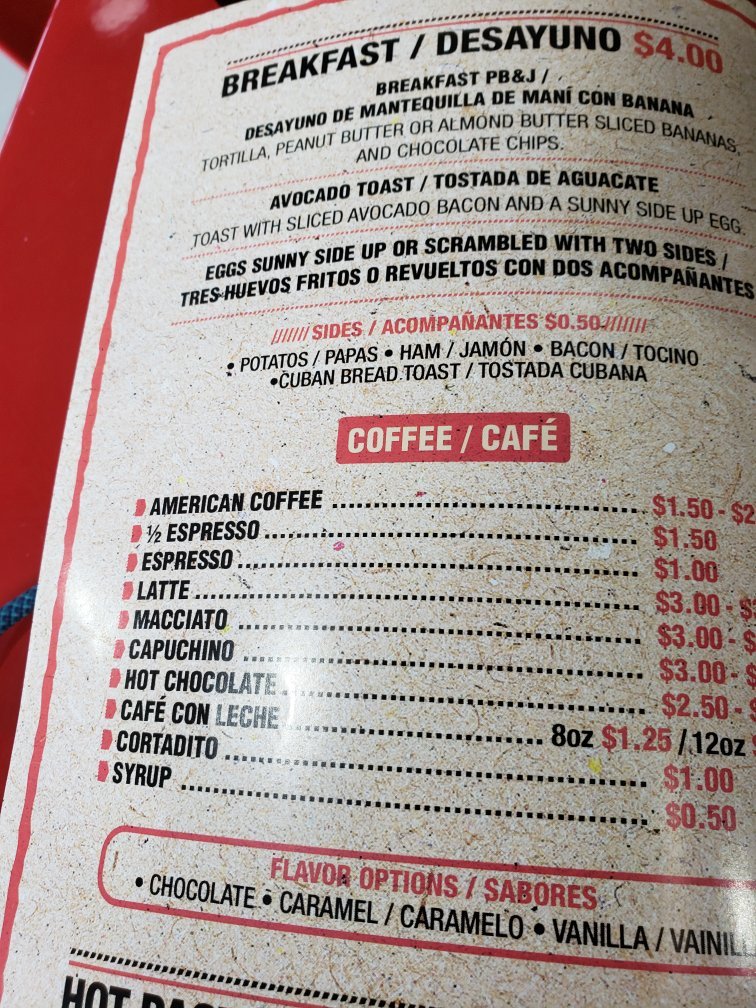 BREAKFAST / DESAYUNO $4.00
BREAKFAST PB&J /
DESAYUNO DE MANTEQUILLA DE MANÍ CON BANANA
TORTILLA, PEANUT BUTTER OR ALMOND BUTTER SLICED BANANAS,
AND CHOCOLATE CHIPS.
AVOCADO TOAST / TOSTADA DE AGUACATE
TOAST WITH SLICED AVOCADO BACON AND A SUNNY SIDE UP EGG.
EGGS SUNNY SIDE UP OR SCRAMBLED WITH TWO SIDES /
TRES HUEVOS FRITOS O REVUELTOS CON DOS ACOMPAÑANTES
////// SIDES / ACOMPAÑANTES $0.50 //////
• POTATOS / PAPAS • HAM / JAMÓN • BACON / TOCINO
• CUBAN BREAD TOAST / TOSTADA CUBANA
COFFEE / CAFÉ
AMERICAN COFFEE $1.50 - $2
½ ESPRESSO $1.50
ESPRESSO $1.00
LATTE $3.00 - $
MACCIATO $3.00 - $
CAPUCHINO $3.00 - $
HOT CHOCOLATE $2.50 - $
CAFÉ CON LECHE 8oz $1.25 / 12oz
CORTADITO $1.00
SYRUP $0.50
FLAVOR OPTIONS / SABORES
• CHOCOLATE • CARAMEL / CARAMELO • VANILLA / VAINILL
HOT